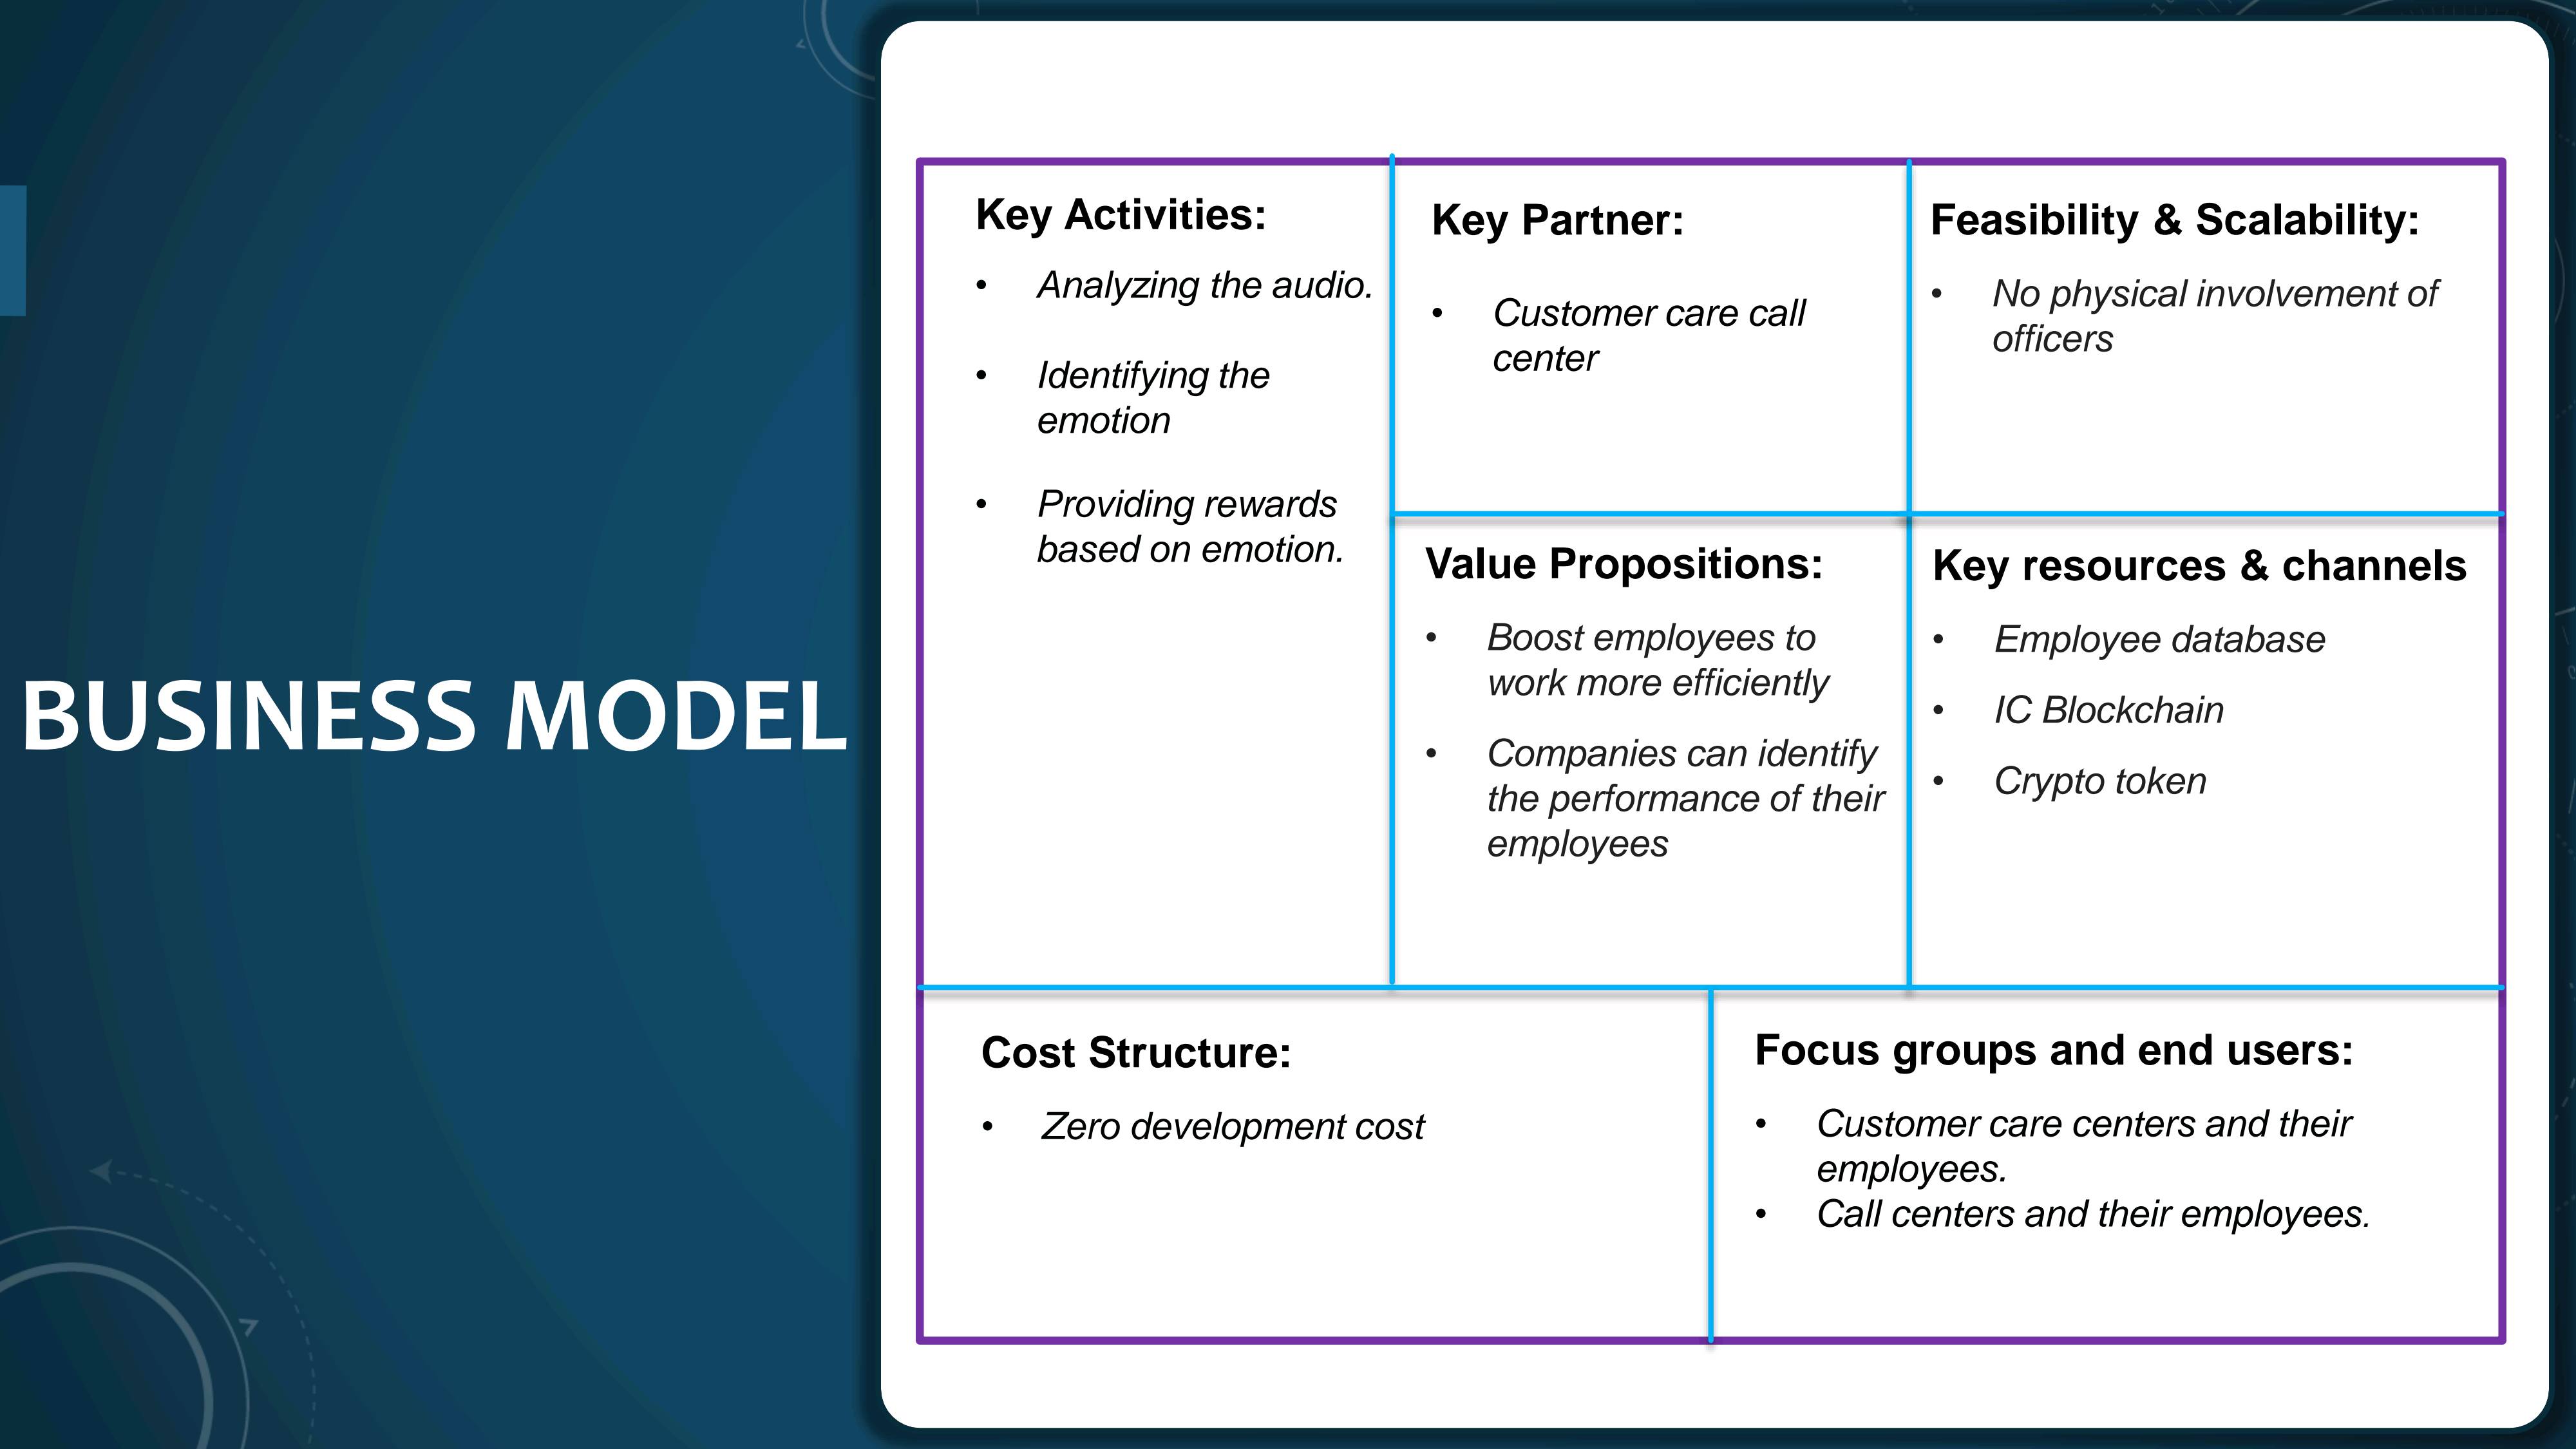 BUSINESS MODEL
Key Activities:
• Analyzing the audio.
• Identifying the
emotion
• Providing rewards
based on emotion.
Key Partner:
• Customer care call
center
Feasibility & Scalability:
• No physical involvement of
officers
Value Propositions:
• Boost employees to
work more efficiently
• Companies can identify
the performance of their
employees
Key resources & channels
• Employee database
• IC Blockchain
• Crypto token
Cost Structure:
• Zero development cost
Focus groups and end users:
• Customer care centers and their
employees.
• Call centers and their employees.